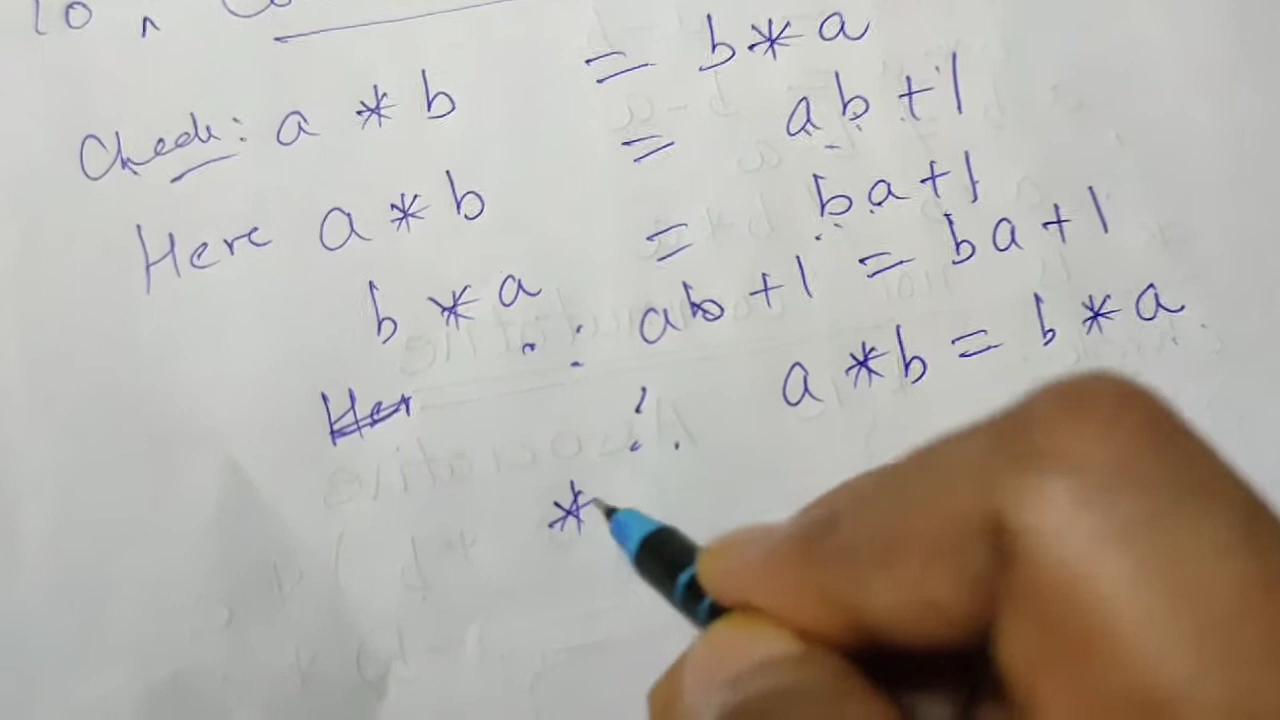 Check: a * b = b * a
Here a * b = ab + 1
b * a = ba + 1
∵ ab + 1 = ba + 1
∴ a * b = b * a
*